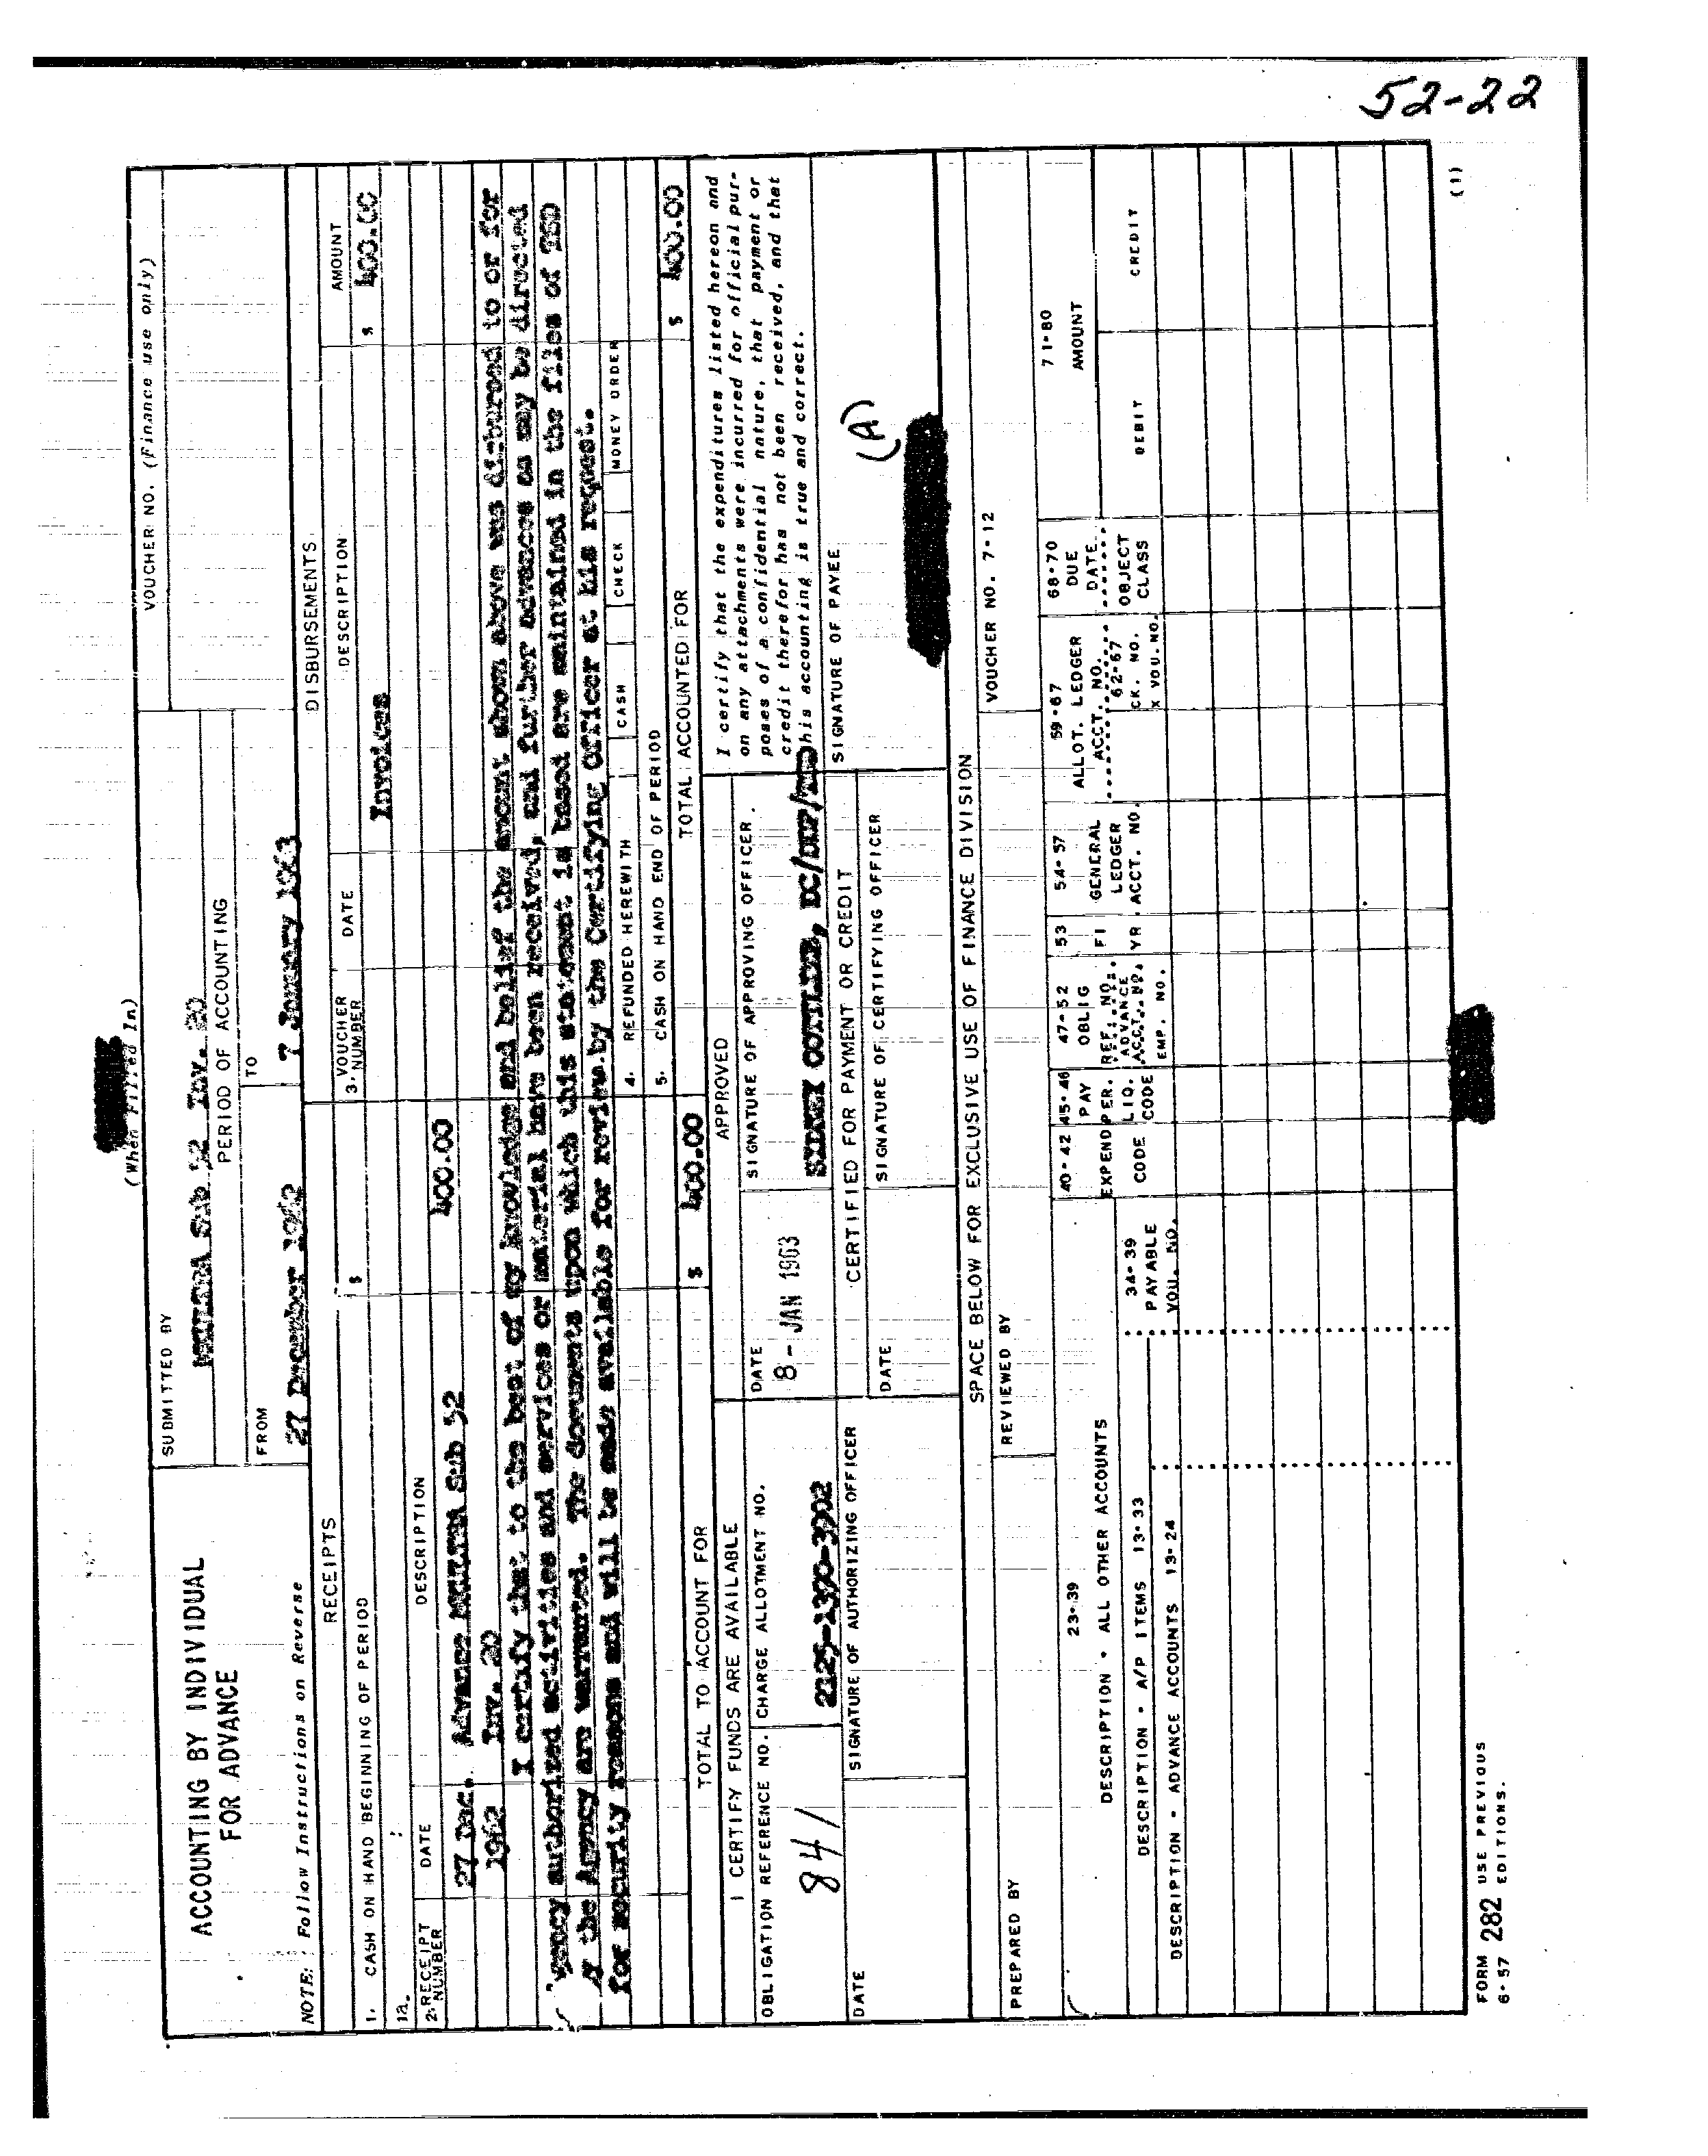 52-22
(When Filled In)
ACCOUNTING BY INDIVIDUAL
FOR ADVANCE
SUBMITTED BY
MKULTRA Sub 52 Inv. 20
VOUCHER NO. (Finance use only)
PERIOD OF ACCOUNTING
FROM
27 December 1962
TO
7 January 1963
NOTE: Follow Instructions on Reverse
RECEIPTS
DISBURSEMENTS
1. CASH ON HAND BEGINNING OF PERIOD
$
3. VOUCHER NUMBER
DATE
DESCRIPTION
AMOUNT
1a.
Invoices
$ 400.00
2. RECEIPT NUMBER
DATE
DESCRIPTION
27 Dec. 1962
Advance MKULTRA Sub 52
Inv. 20
400.00
I certify that to the best of my knowledge and belief the amount shown above was disbursed to or for
authorized activities and services or material have been received, and further advances as may be directed
the Agency are warranted. The documents upon which this statement is based are maintained in the files of TSD
for security reasons and will be made available for review by the Certifying Officer at his request.
4. REFUNDED HEREWITH
CASH
CHECK
MONEY ORDER
5. CASH ON HAND END OF PERIOD
TOTAL TO ACCOUNT FOR
$ 400.00
TOTAL ACCOUNTED FOR
$ 400.00
I CERTIFY FUNDS ARE AVAILABLE
APPROVED
I certify that the expenditures listed hereon and
on any attachments were incurred for official pur-
poses of a confidential nature, that payment or
credit therefor has not been received, and that
this accounting is true and correct.
OBLIGATION REFERENCE NO.
841
CHARGE ALLOTMENT NO.
2125-1390-3902
DATE
8 - JAN 1963
SIGNATURE OF APPROVING OFFICER
SIDNEY GOTTLIEB, DC/DDP/TSD
CERTIFIED FOR PAYMENT OR CREDIT
DATE
SIGNATURE OF AUTHORIZING OFFICER
DATE
SIGNATURE OF CERTIFYING OFFICER
SIGNATURE OF PAYEE
(A)
SPACE BELOW FOR EXCLUSIVE USE OF FINANCE DIVISION
PREPARED BY
REVIEWED BY
VOUCHER NO. 7-12
23-39
DESCRIPTION - ALL OTHER ACCOUNTS
DESCRIPTION - A/P ITEMS 13-33
DESCRIPTION - ADVANCE ACCOUNTS 13-24
34-39
PAYABLE
VOU. NO.
40-42
EXPEND
CODE
45-46
PAY
PER.
LIQ.
CODE
47-52
OBLIG
REF. NO.
ADVANCE
ACCT. NO.
EMP. NO.
53
FI
YR.
54-57
GENERAL
LEDGER
ACCT. NO.
59-67
ALLOT. LEDGER
ACCT. NO.
62-67
CK. NO.
X VOU. NO.
68-70
DUE
DATE
OBJECT
CLASS
71-80
AMOUNT
DEBIT
CREDIT
FORM 6-57 282 USE PREVIOUS EDITIONS.
(1)